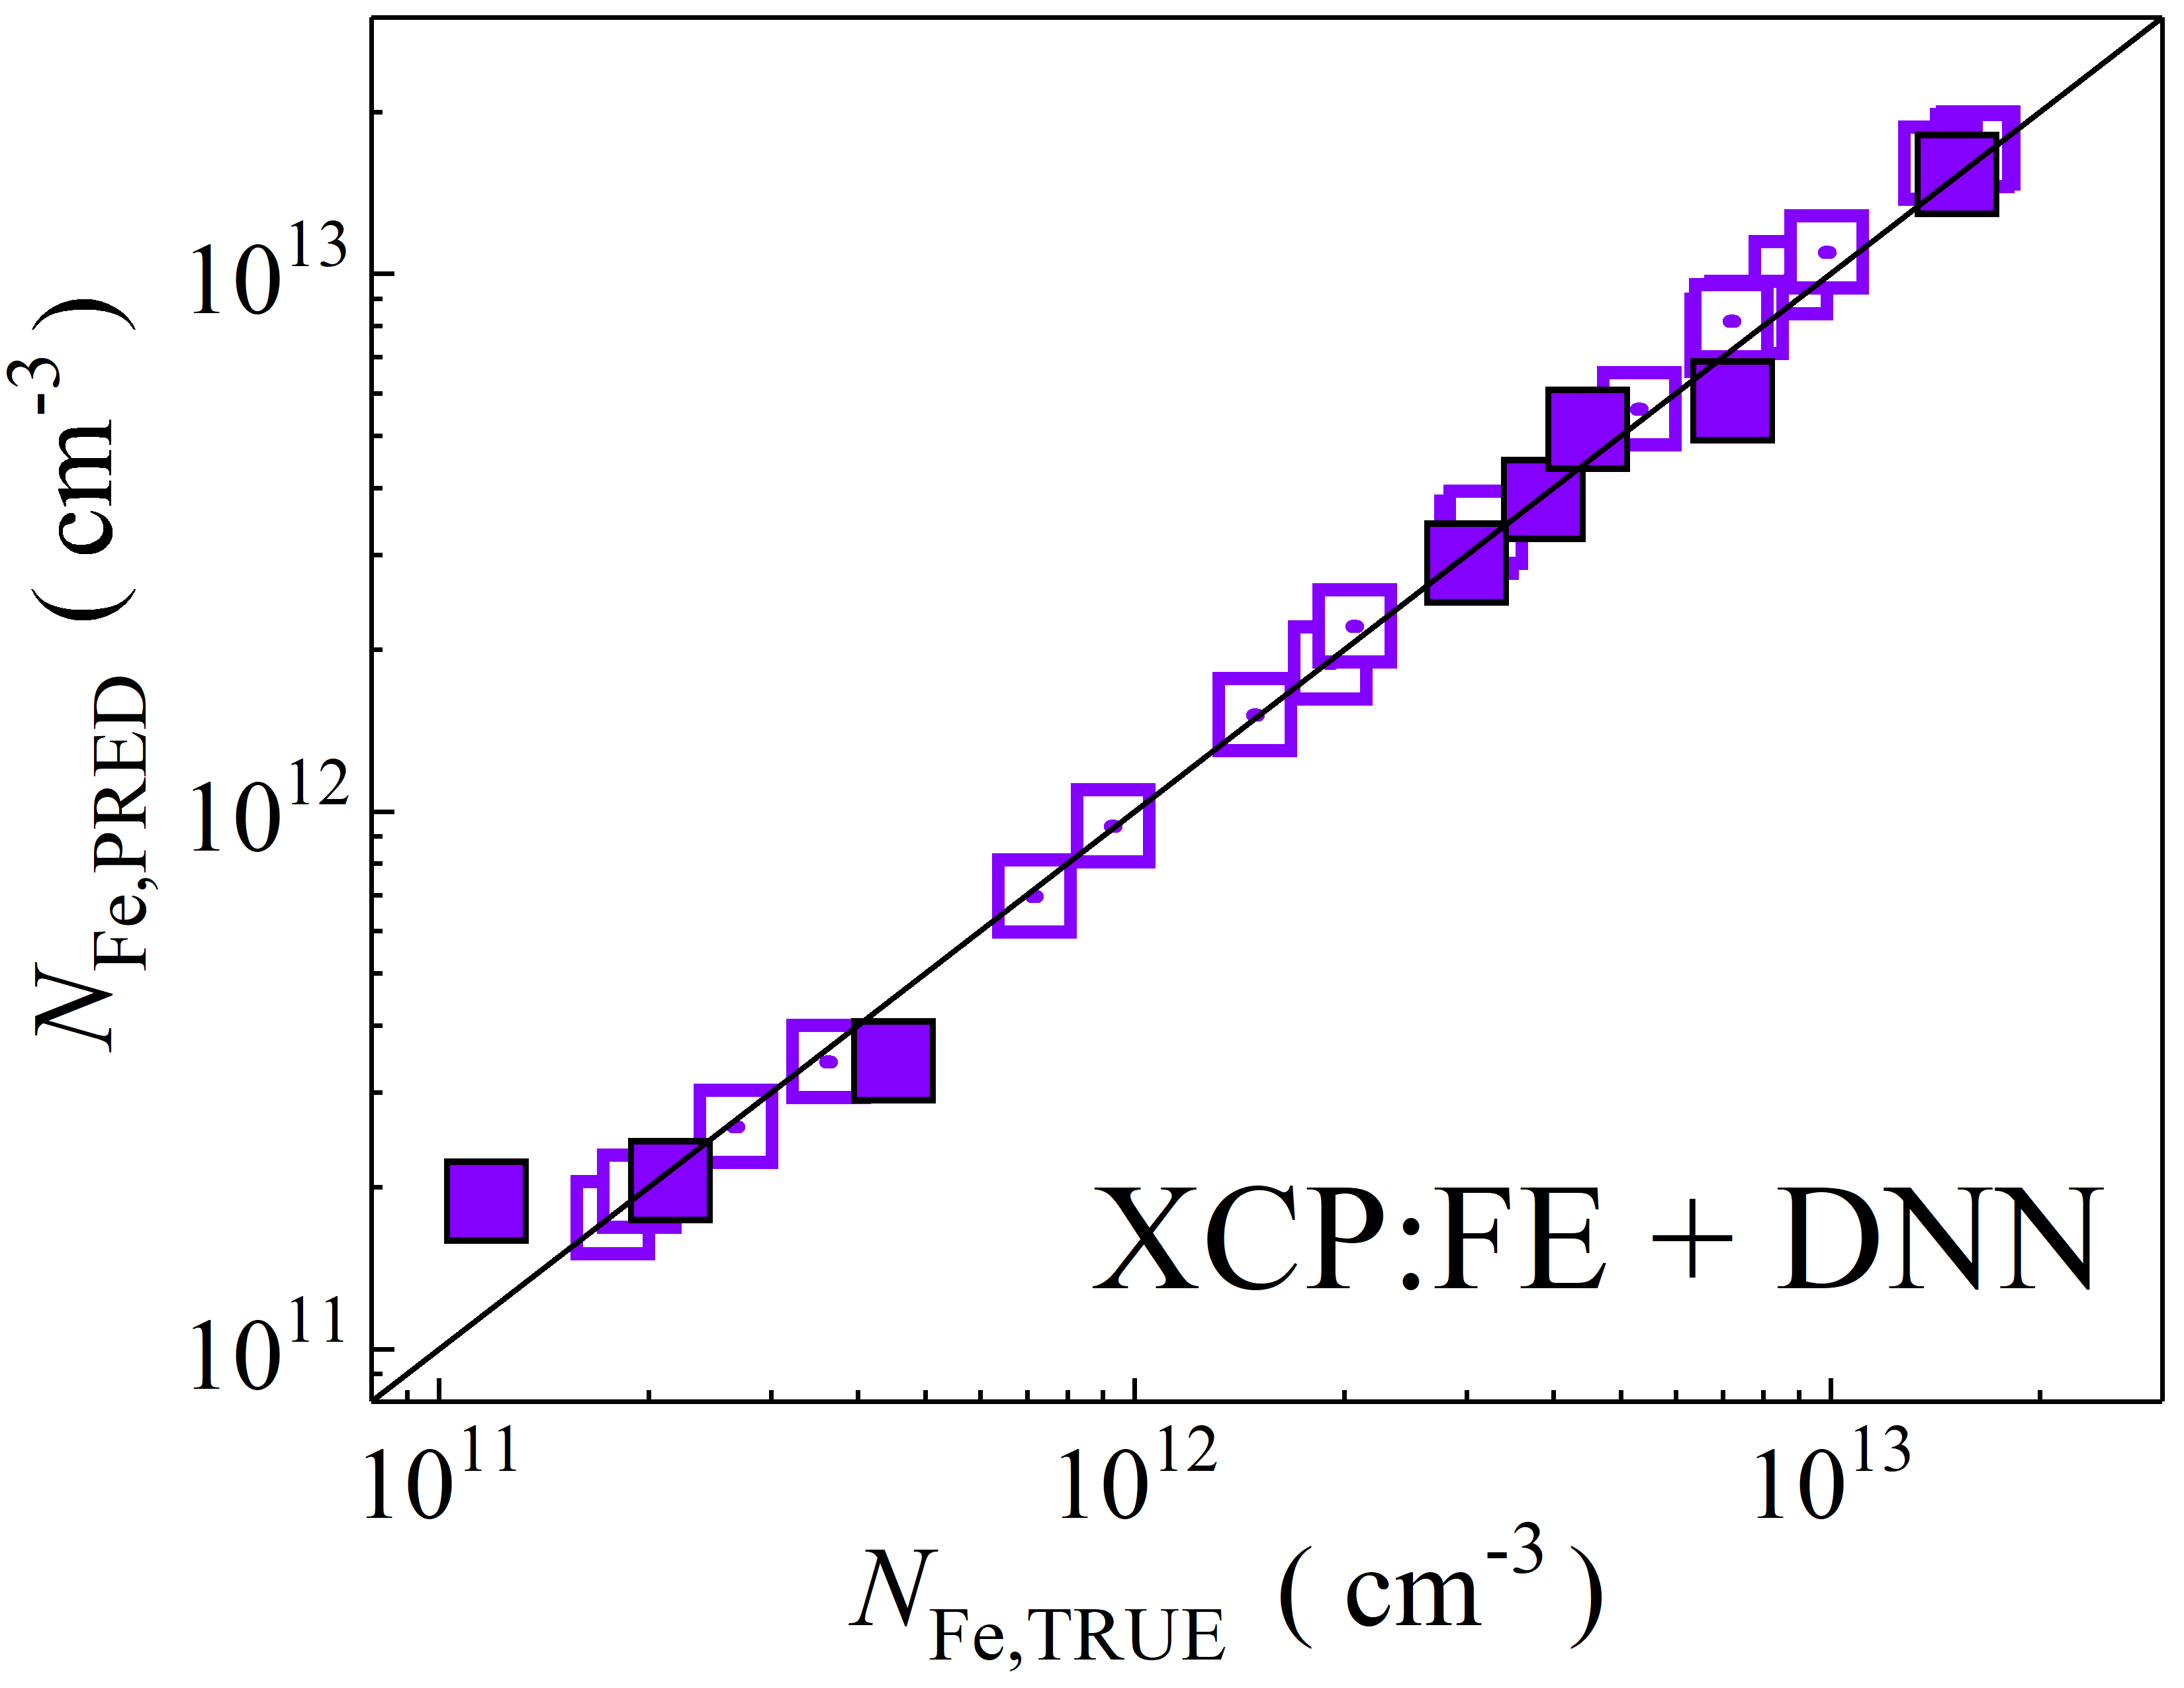 10^13
10^12
10^11
N_Fe,PRED ( cm^-3 )
XCP:FE + DNN
10^11 10^12 10^13
N_Fe,TRUE ( cm^-3 )